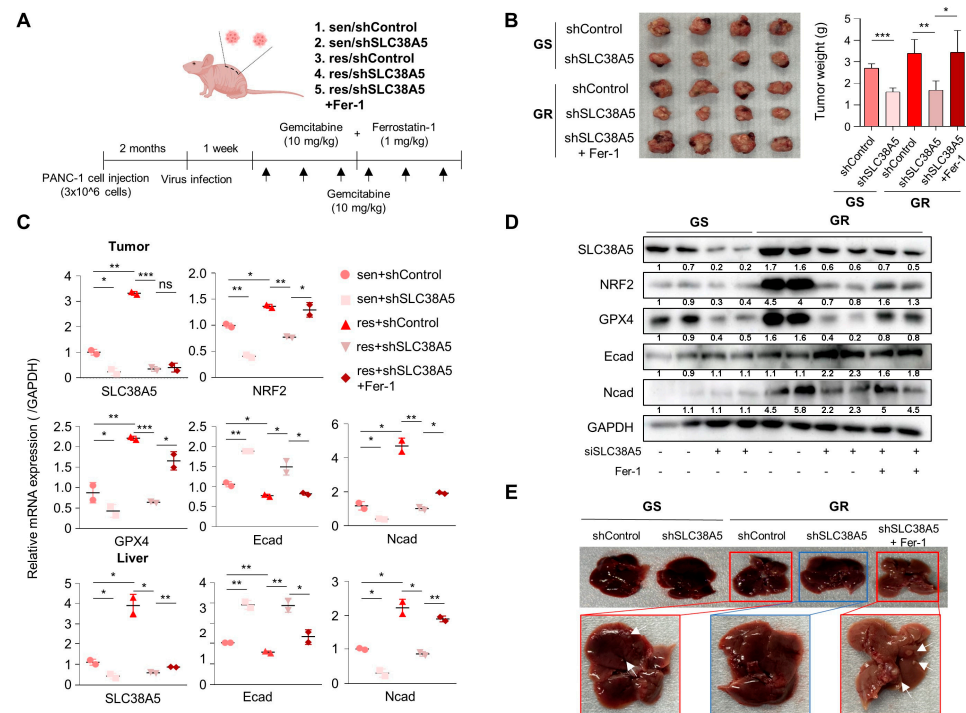 A
1. sen/shControl
2. sen/shSLC38A5
3. res/shControl
4. res/shSLC38A5
5. res/shSLC38A5
+Fer-1
Gemcitabine
(10 mg/kg)
+
Ferrostatin-1
(1 mg/kg)
2 months
1 week
PANC-1 cell injection
(3x10^6 cells)
Virus infection
Gemcitabine
(10 mg/kg)
B
GS
shControl
shSLC38A5
GR
shControl
shSLC38A5
shSLC38A5
+ Fer-1
Tumor weight (g)
5
4
3
2
1
0
***
**
*
shControl
shSLC38A5
shControl
shSLC38A5
shSLC38A5
+Fer-1
GS
GR
C
Relative mRNA expression ( /GAPDH)
Tumor
4
3
2
1
0
**
*
***
ns
SLC38A5
2.0
1.5
1.0
0.5
0.0
*
**
**
*
NRF2
sen+shControl
sen+shSLC38A5
res+shControl
res+shSLC38A5
res+shSLC38A5
+Fer-1
2.5
2.0
1.5
1.0
0.5
0.0
**
*
***
*
GPX4
2.5
2.0
1.5
1.0
0.5
0.0
*
**
*
*
Ecad
6
4
2
0
*
*
**
*
Ncad
Liver
5
4
3
2
1
0
*
*
*
**
SLC38A5
3
2
1
0
**
**
**
*
Ecad
3
2
1
0
*
*
*
**
Ncad
D
GS
GR
SLC38A5
1 0.7 0.2 0.2 1.7 1.6 0.6 0.6 0.7 0.5
NRF2
1 0.9 0.3 0.4 4.5 4 0.7 0.8 1.6 1.3
GPX4
1 0.9 0.4 0.5 1.6 1.6 0.2 0.4 0.8 0.8
Ecad
1 0.9 1.1 1.1 1.1 1.1 2.2 2.3 1.6 1.8
Ncad
1 1.1 1.1 1.1 4.5 5.8 2.2 2.3 5 4.5
GAPDH
siSLC38A5 - - + + - - + + + +
Fer-1 - - - - - - - - + +
E
GS
GR
shControl
shSLC38A5
shControl
shSLC38A5
shSLC38A5
+ Fer-1